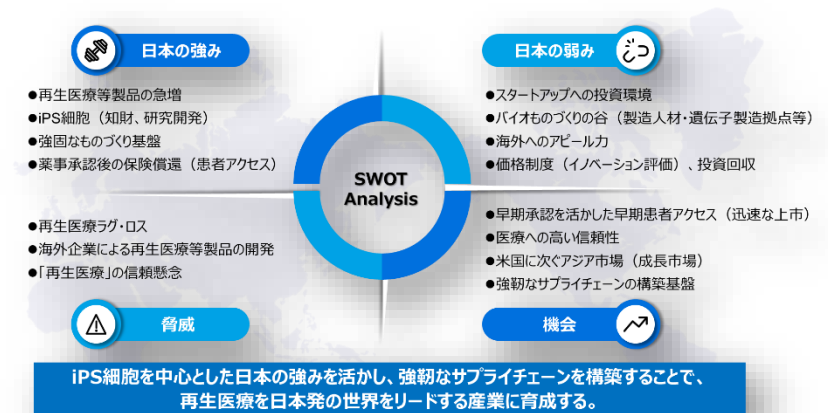 日本の強み
●再生医療等製品の急増
●iPS細胞（知財、研究開発）
●強固なものづくり基盤
●薬事承認後の保険償還（患者アクセス）
日本の弱み
●スタートアップへの投資環境
●バイオものづくりの谷（製造人材・遺伝子製造拠点等）
●海外へのアピール力
●価格制度（イノベーション評価）、投資回収
SWOT
Analysis
●再生医療ラグ・ロス
●海外企業による再生医療等製品の開発
●「再生医療」の信頼懸念
脅威
●早期承認を活かした早期患者アクセス（迅速な上市）
●医療への高い信頼性
●米国に次ぐアジア市場（成長市場）
●強靭なサプライチェーンの構築基盤
機会
iPS細胞を中心とした日本の強みを活かし、強靭なサプライチェーンを構築することで、
再生医療を日本発の世界をリードする産業に育成する。